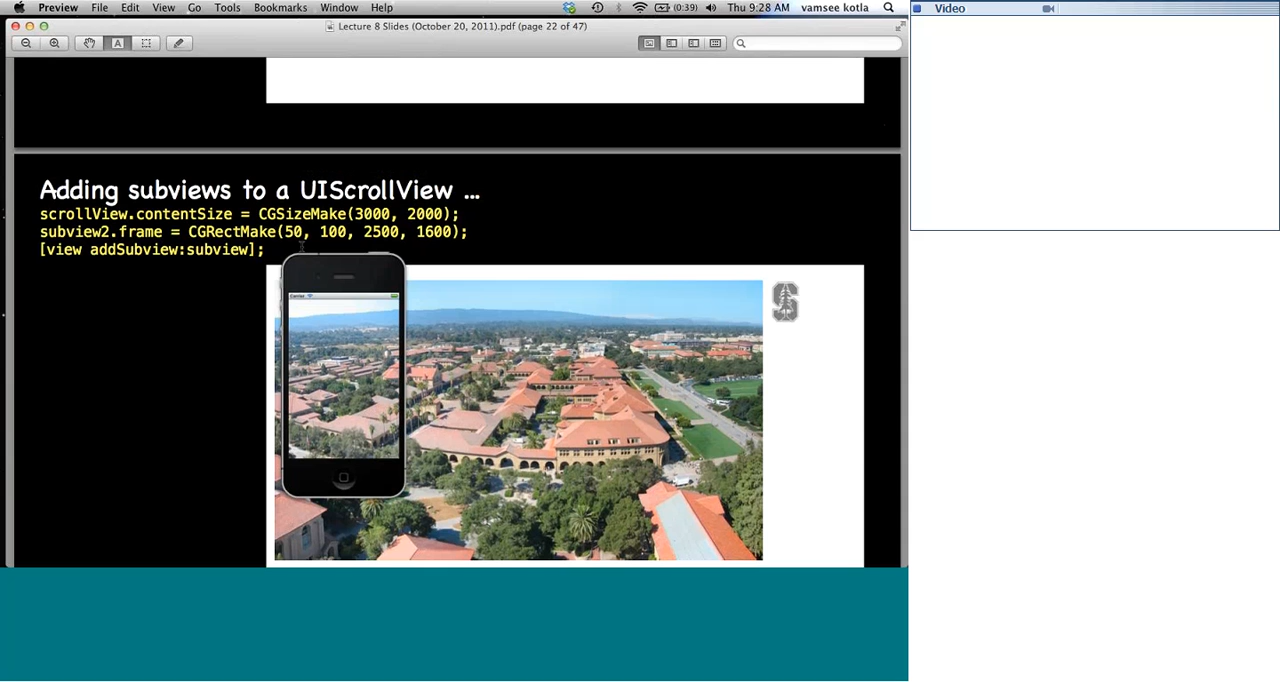 Preview File Edit View Go Tools Bookmarks Window Help (0:39) Thu 9:28 AM vamsee kotla
Video
Lecture 8 Slides (October 20, 2011).pdf (page 22 of 47)
A
Adding subviews to a UIScrollView ...
scrollView.contentSize = CGSizeMake(3000, 2000);
subview2.frame = CGRectMake(50, 100, 2500, 1600);
[view addSubview:subview];
Carrier
S